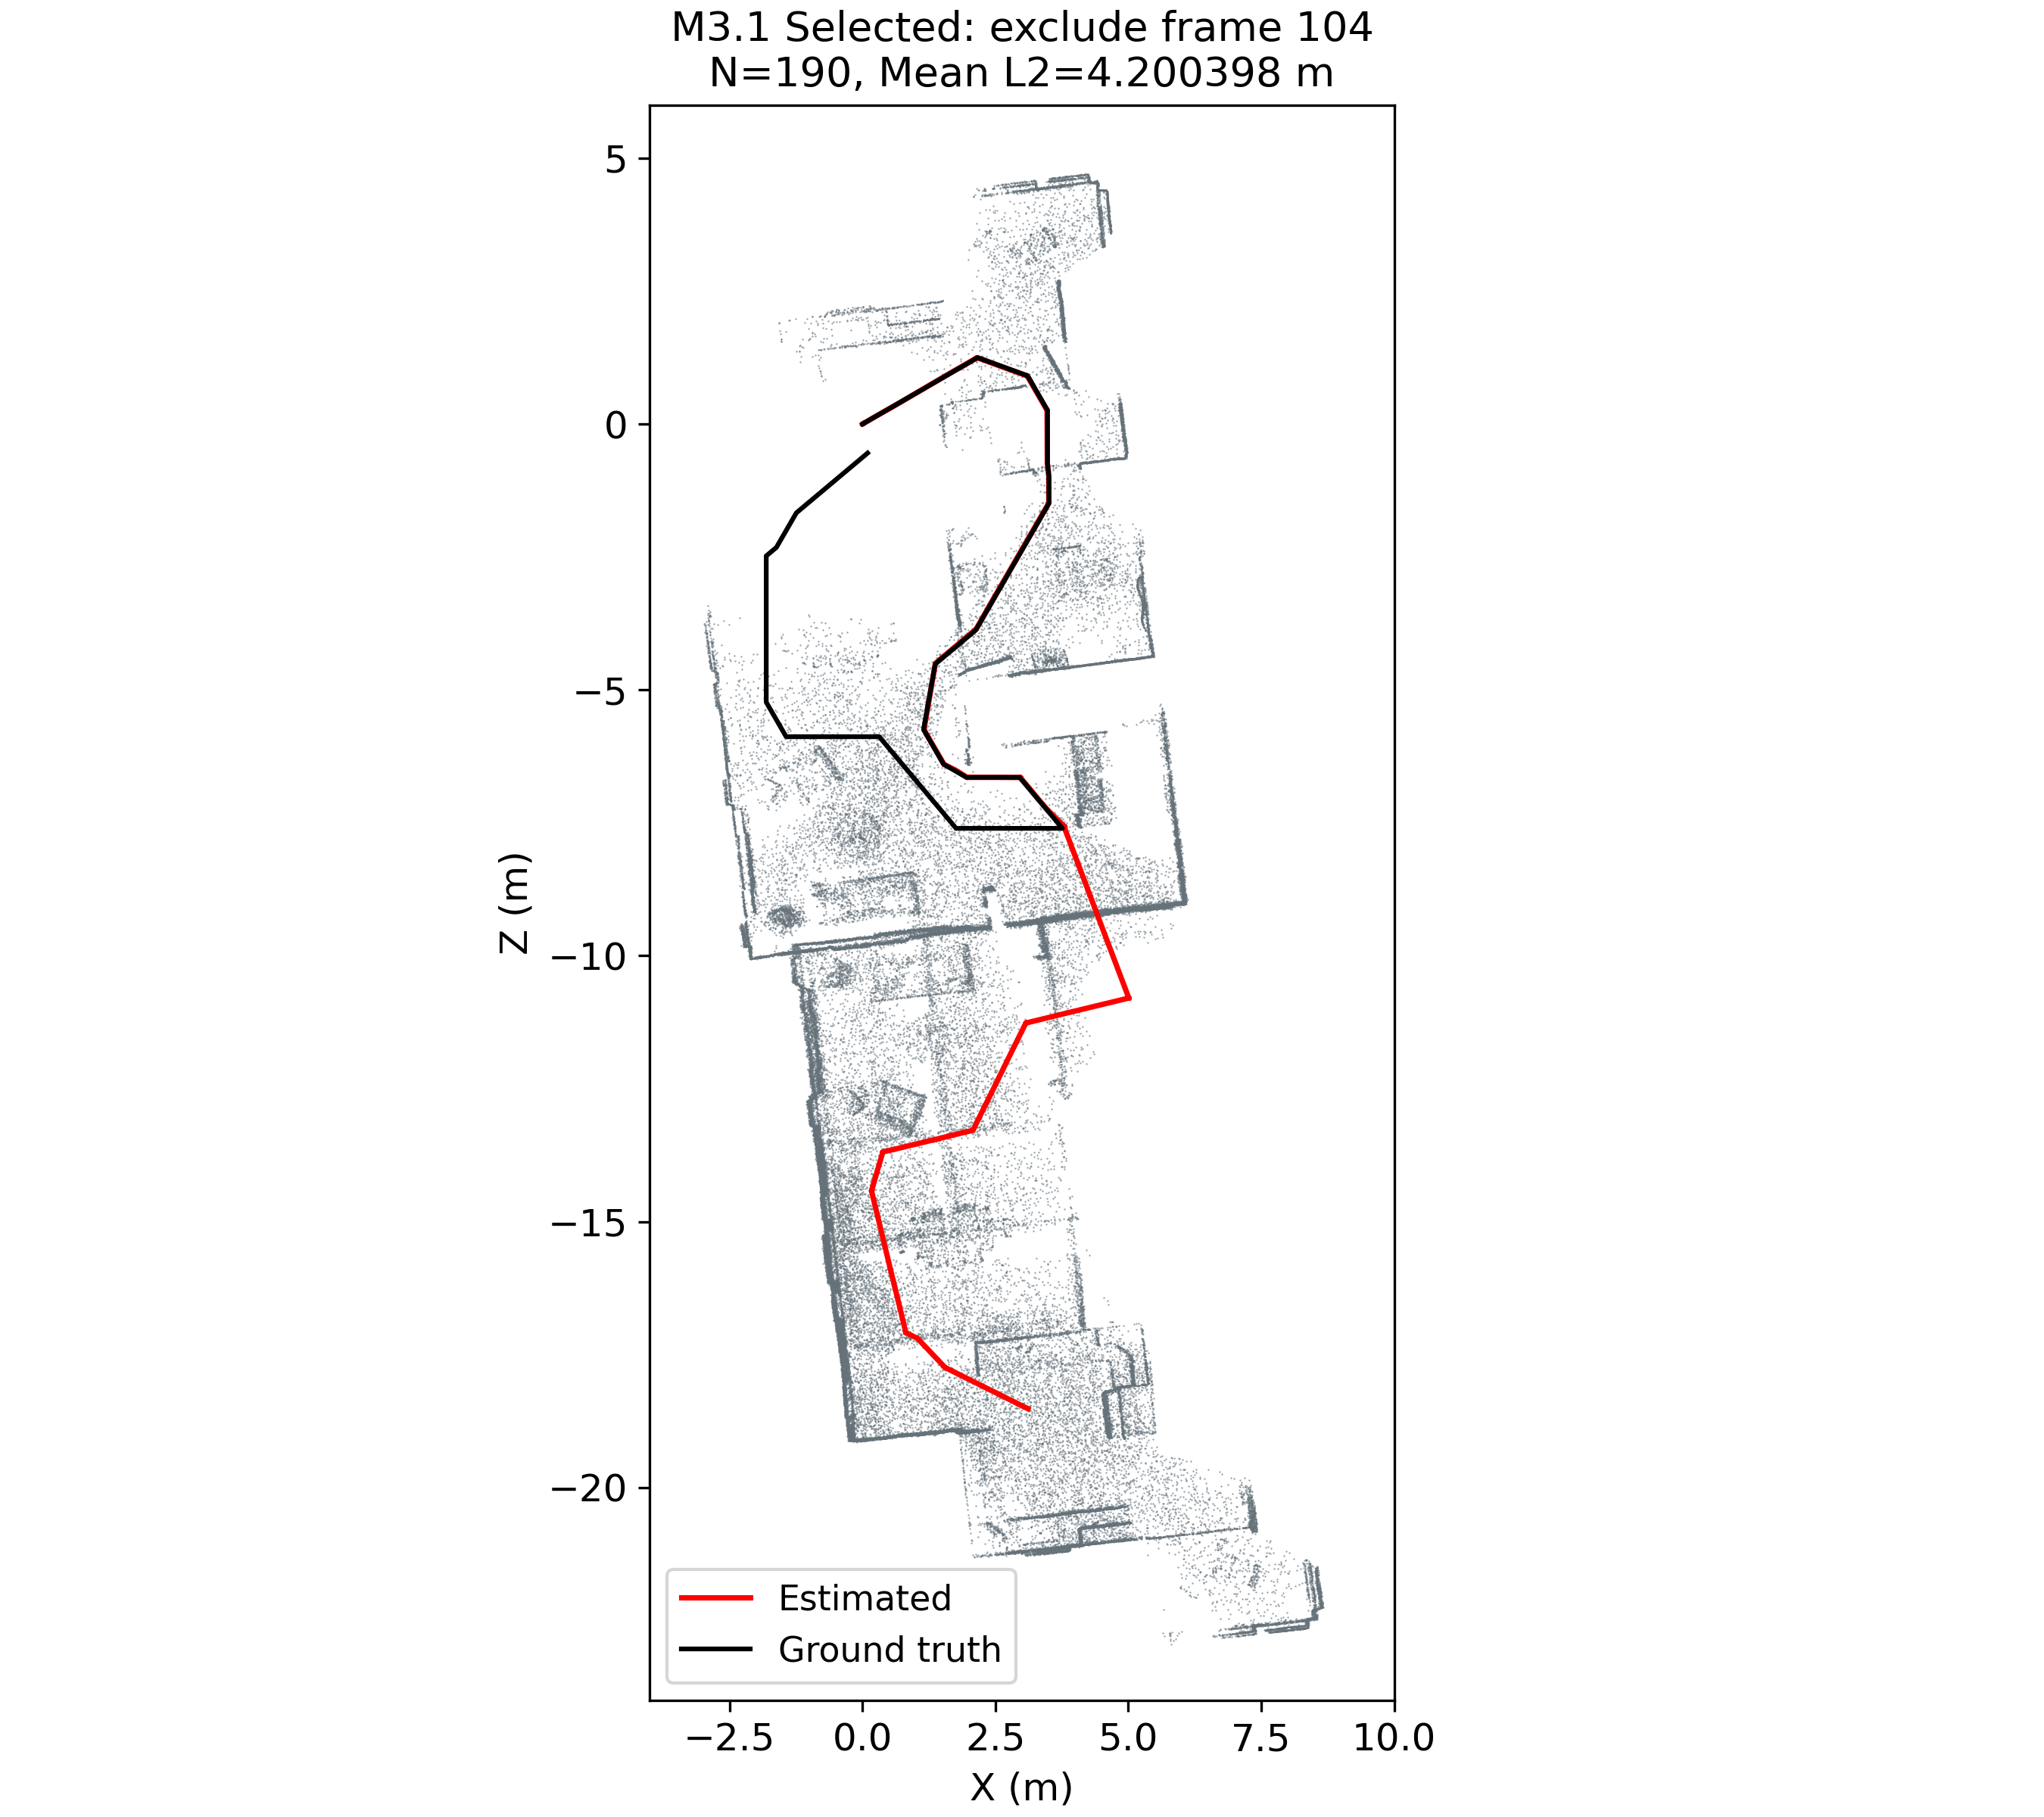 M3.1 Selected: exclude frame 104
N=190, Mean L2=4.200398 m
5
0
−5
−10
−15
−20
Z (m)
Estimated
Ground truth
−2.5 0.0 2.5 5.0 7.5 10.0
X (m)